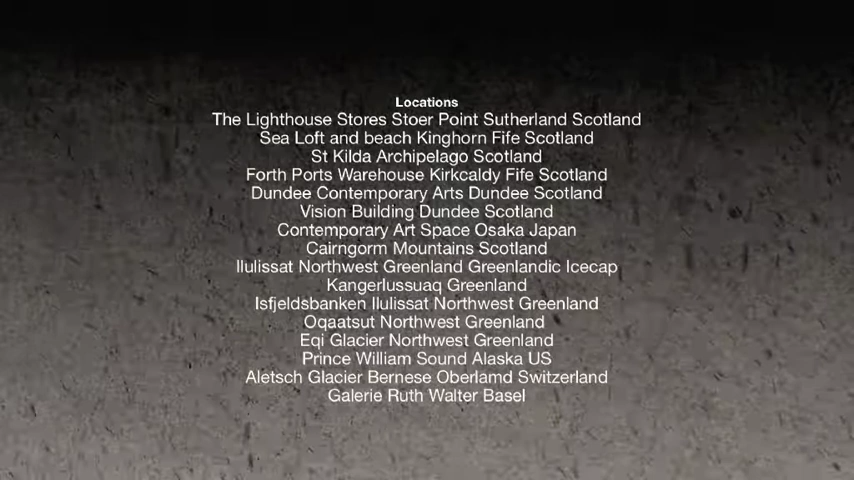 Locations
The Lighthouse Stores Stoer Point Sutherland Scotland
Sea Loft and beach Kinghorn Fife Scotland
St Kilda Archipelago Scotland
Forth Ports Warehouse Kirkcaldy Fife Scotland
Dundee Contemporary Arts Dundee Scotland
Vision Building Dundee Scotland
Contemporary Art Space Osaka Japan
Cairngorm Mountains Scotland
Ilulissat Northwest Greenland Greenlandic Icecap
Kangerlussuaq Greenland
Isfjeldsbanken Ilulissat Northwest Greenland
Oqaatsut Northwest Greenland
Eqi Glacier Northwest Greenland
Prince William Sound Alaska US
Aletsch Glacier Bernese Oberlamd Switzerland
Galerie Ruth Walter Basel